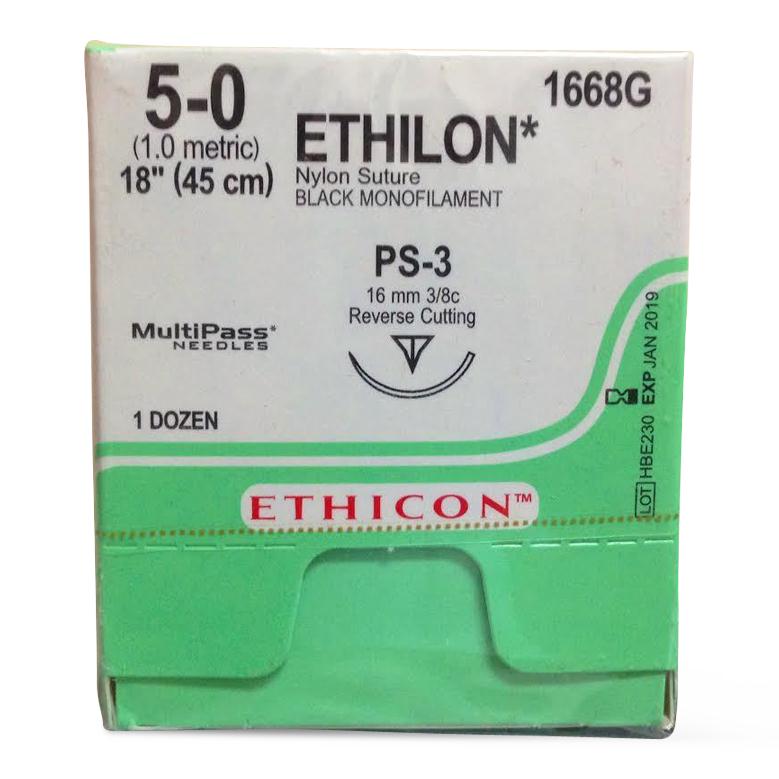 5-0
(1.0 metric)
18" (45 cm)
ETHILON*
Nylon Suture
BLACK MONOFILAMENT
1668G
PS-3
16 mm 3/8c
Reverse Cutting
MultiPass*
NEEDLES
1 DOZEN
LOT HBE230 EXP JAN 2019
ETHICON™